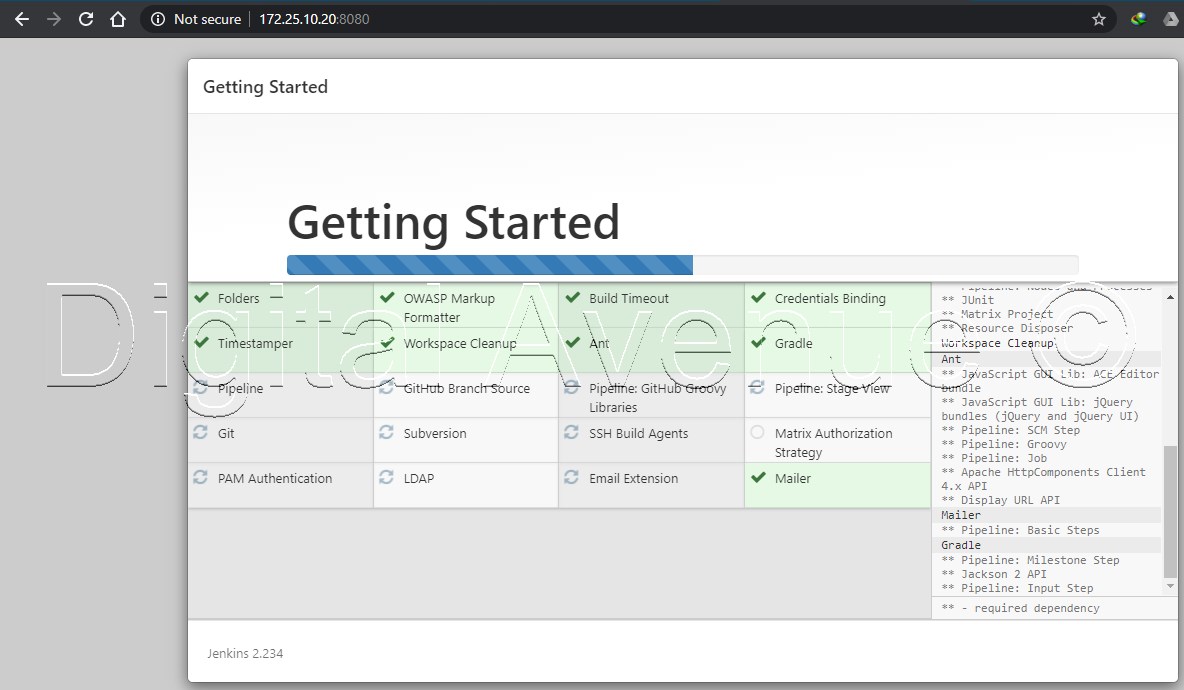 Not secure
172.25.10.20:8080
Getting Started
Getting Started
Folders
OWASP Markup
Formatter
Build Timeout
Credentials Binding
Timestamper
Workspace Cleanup
Ant
Gradle
Pipeline
GitHub Branch Source
Pipeline: GitHub Groovy
Libraries
Pipeline: Stage View
Git
Subversion
SSH Build Agents
Matrix Authorization
Strategy
PAM Authentication
LDAP
Email Extension
Mailer
** Pipeline: Nodes and Processes
** JUnit
** Matrix Project
** Resource Disposer
Workspace Cleanup
Ant
** JavaScript GUI Lib: ACE Editor
bundle
** JavaScript GUI Lib: jQuery
bundles (jQuery and jQuery UI)
** Pipeline: SCM Step
** Pipeline: Groovy
** Pipeline: Job
** Apache HttpComponents Client
4.x API
** Display URL API
Mailer
** Pipeline: Basic Steps
Gradle
** Pipeline: Milestone Step
** Jackson 2 API
** Pipeline: Input Step
** - required dependency
Digital Avenue ©
Jenkins 2.234